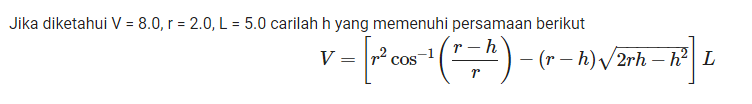 Jika diketahui V = 8.0, r = 2.0, L = 5.0 carilah h yang memenuhi persamaan berikut
V = [r² cos⁻¹((r − h)/r) − (r − h)√(2rh − h²)] L